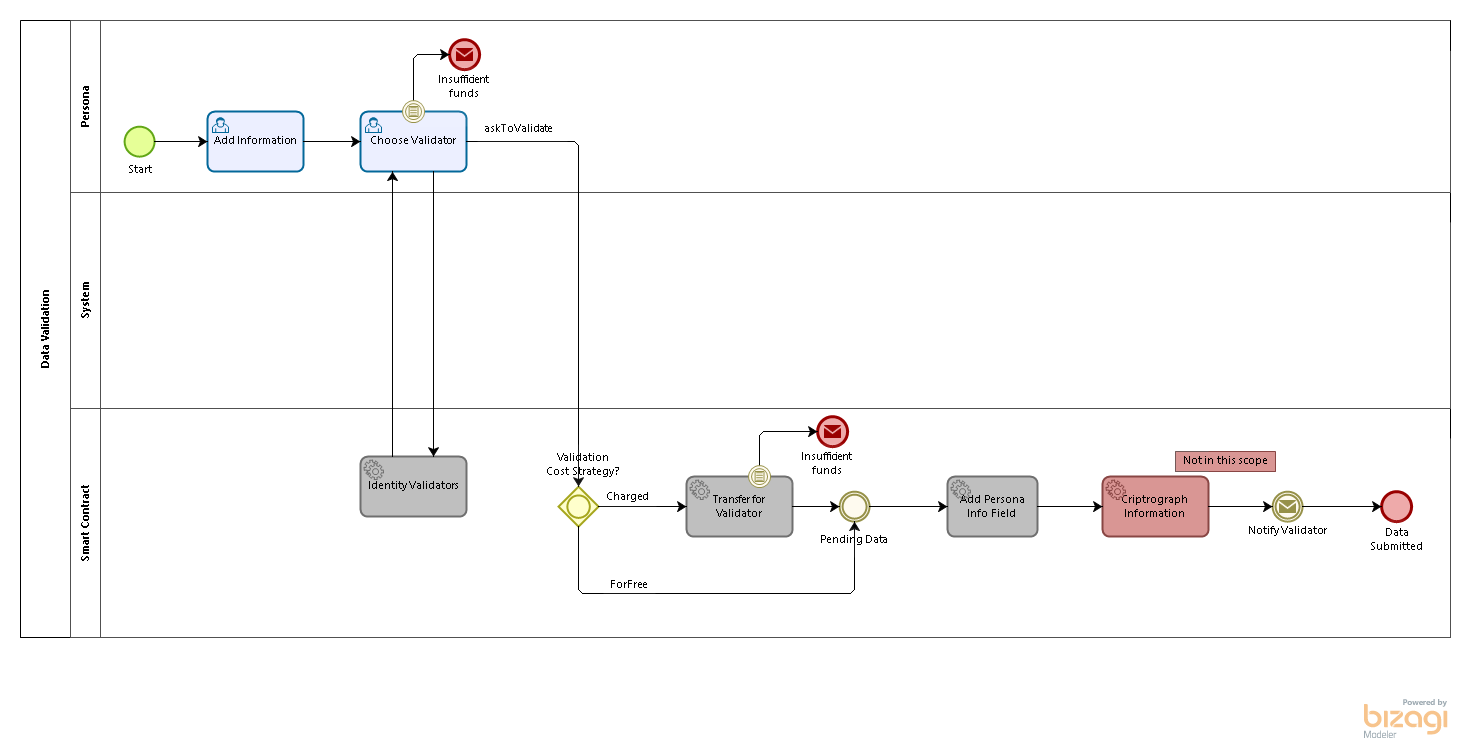 Data Validation
Persona
Start
Add Information
Choose Validator
Insufficient
funds
askToValidate
System
Smart Contract
Identity Validators
Validation
Cost Strategy?
Charged
ForFree
Transfer for
Validator
Insufficient
funds
Pending Data
Add Persona
Info Field
Not in this scope
Criptrograph
Information
Notify Validator
Data
Submitted
Powered by
bizagi
Modeler